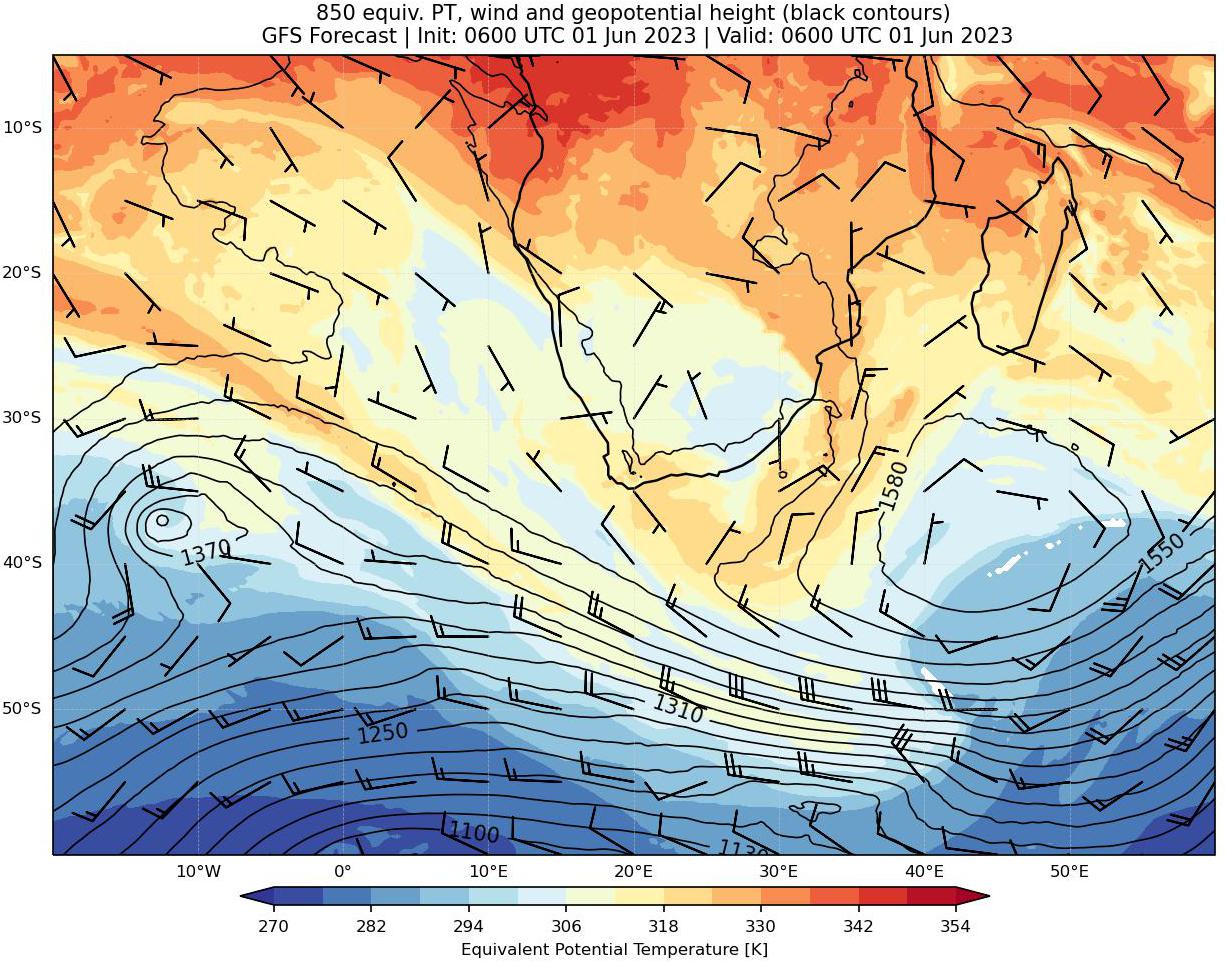 850 equiv. PT, wind and geopotential height (black contours)
GFS Forecast | Init: 0600 UTC 01 Jun 2023 | Valid: 0600 UTC 01 Jun 2023
10°S
20°S
30°S
1580
1370
40°S
1550
1310
50°S
1250
1100
1130
10°W 0° 10°E 20°E 30°E 40°E 50°E
270 282 294 306 318 330 342 354
Equivalent Potential Temperature [K]